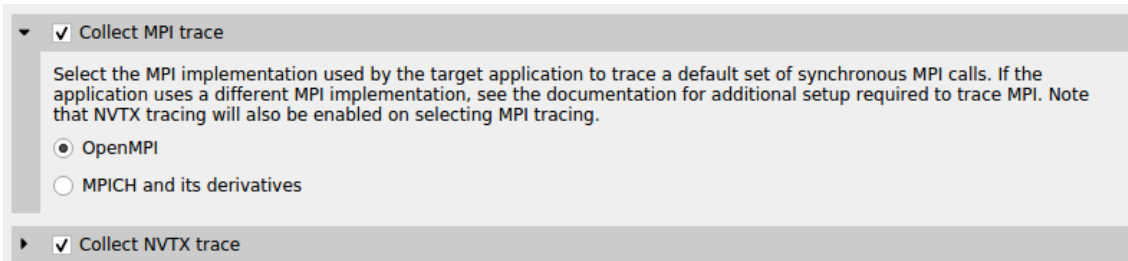 Collect MPI trace
Select the MPI implementation used by the target application to trace a default set of synchronous MPI calls. If the
application uses a different MPI implementation, see the documentation for additional setup required to trace MPI. Note
that NVTX tracing will also be enabled on selecting MPI tracing.
OpenMPI
MPICH and its derivatives
Collect NVTX trace